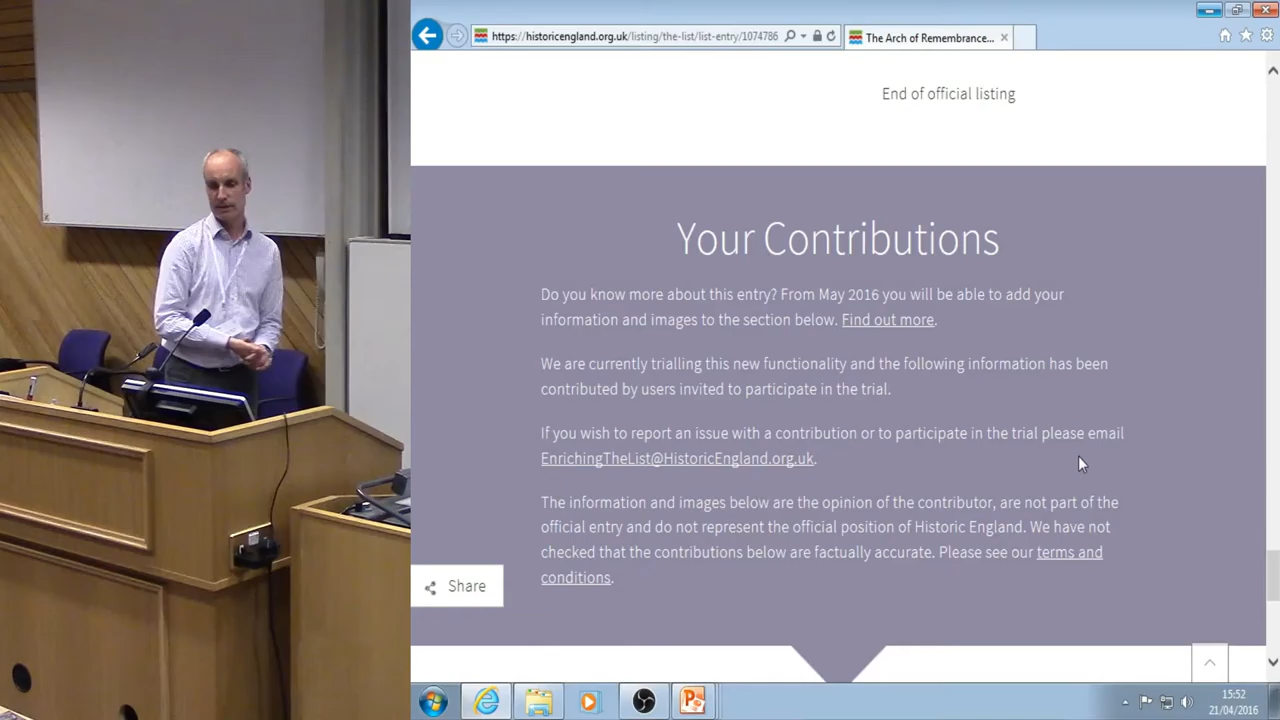 https://historicengland.org.uk/listing/the-list/list-entry/1074786
The Arch of Remembrance...
End of official listing
Your Contributions
Do you know more about this entry? From May 2016 you will be able to add your
information and images to the section below. Find out more.
We are currently trialling this new functionality and the following information has been
contributed by users invited to participate in the trial.
If you wish to report an issue with a contribution or to participate in the trial please email
EnrichingTheList@HistoricEngland.org.uk.
The information and images below are the opinion of the contributor, are not part of the
official entry and do not represent the official position of Historic England. We have not
checked that the contributions below are factually accurate. Please see our terms and
conditions.
Share
15:52
21/04/2016